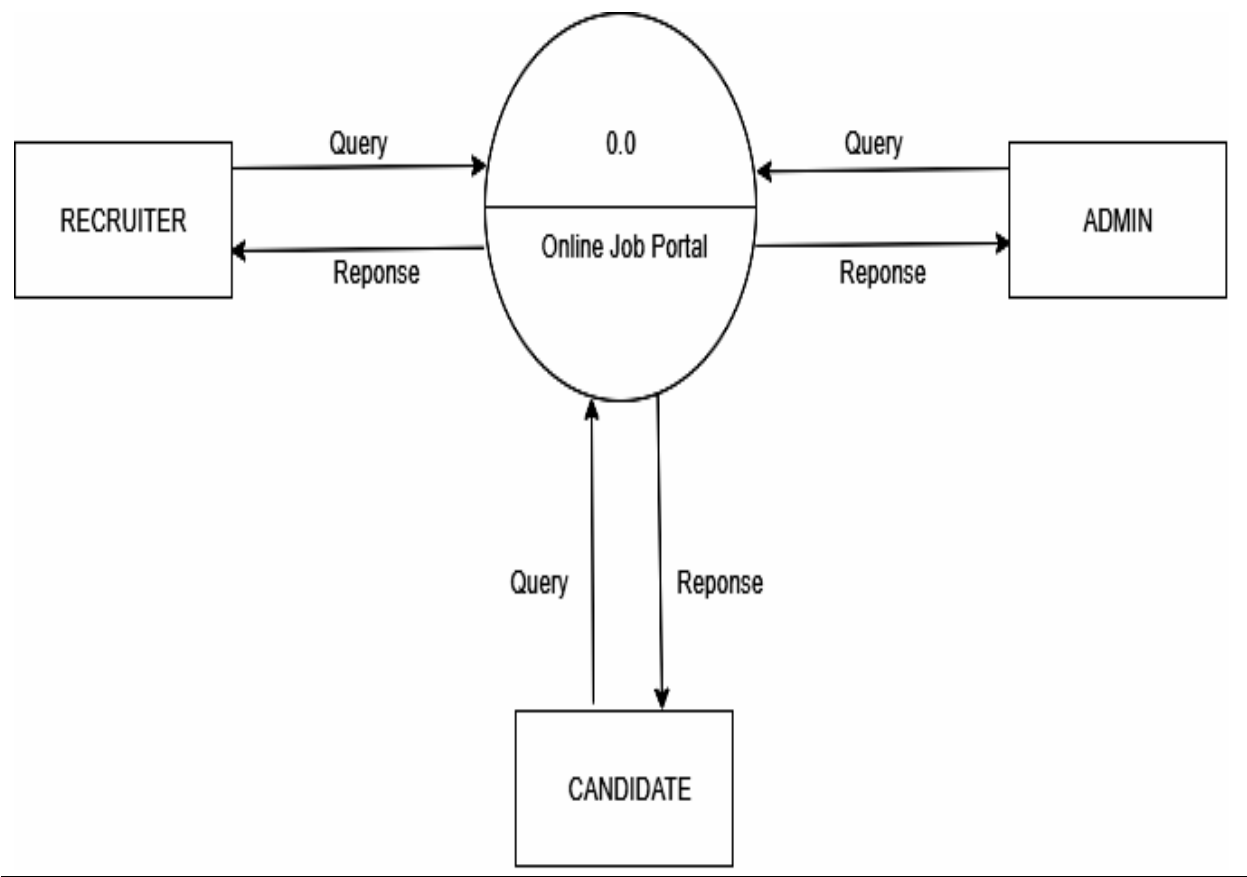 Query
0.0
Query
RECRUITER
ADMIN
Online Job Portal
Reponse
Reponse
Query
Reponse
CANDIDATE